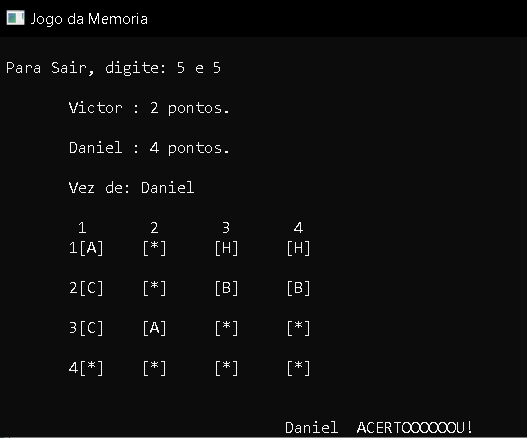 Jogo da Memoria
Para Sair, digite: 5 e 5
Victor : 2 pontos.
Daniel : 4 pontos.
Vez de: Daniel
1 2 3 4
1[A] [*] [H] [H]
2[C] [*] [B] [B]
3[C] [A] [*] [*]
4[*] [*] [*] [*]
Daniel ACERTOOOOOOU!